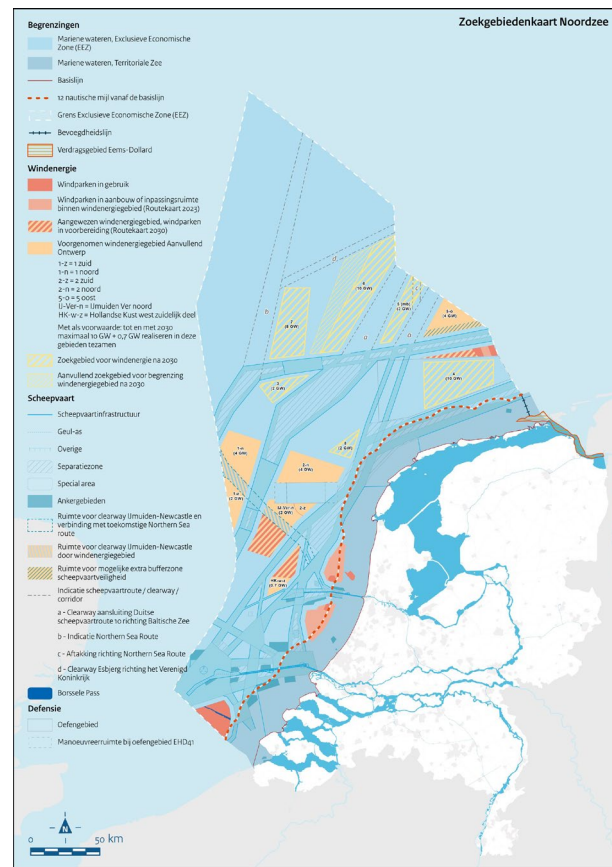 Zoekgebiedenkaart Noordzee
Begrenzingen
Mariene wateren, Exclusieve Economische
Zone (EEZ)
Mariene wateren, Territoriale Zee
Basislijn
12 nautische mijl vanaf de basislijn
Grens Exclusieve Economische Zone (EEZ)
Bevoegdheidslijn
Verdragsgebied Eems-Dollard
Windenergie
Windparken in gebruik
Windparken in aanbouw of inpassingsruimte
binnen windenergiegebied (Routekaart 2023)
Aangewezen windenergiegebied, windparken
in voorbereiding (Routekaart 2030)
Voorgenomen windenergiegebied Aanvullend
Ontwerp
1-z = 1 zuid
1-n = 1 noord
2-z = 2 zuid
2-n = 2 noord
5-o = 5 oost
IJ-Ver-n = IJmuiden Ver noord
HK-w-z = Hollandse Kust west zuidelijk deel
Met als voorwaarde: tot en met 2030
maximaal 10 GW + 0,7 GW realiseren in deze
gebieden tezamen
Zoekgebied voor windenergie na 2030
Aanvullend zoekgebied voor begrenzing
windenergiegebied na 2030
Scheepvaart
Scheepvaartinfrastructuur
Geul-as
Overige
Separatiezone
Special area
Ankergebieden
Ruimte voor clearway IJmuiden-Newcastle en
verbinding met toekomstige Northern Sea
route
Ruimte voor clearway IJmuiden-Newcastle
door windenergiegebied
Ruimte voor mogelijke extra bufferzone
scheepvaartveiligheid
Indicatie scheepvaartroute / clearway /
corridor
a - Clearway aansluiting Duitse
scheepvaartroute 10 richting Baltische Zee
b - Indicatie Northern Sea Route
c - Aftakking richting Northern Sea Route
d - Clearway Esbjerg richting het Verenigd
Koninkrijk
Borssele Pass
Defensie
Oefengebied
Manoeuvreerruimte bij oefengebied EHD41
N
0 50 km